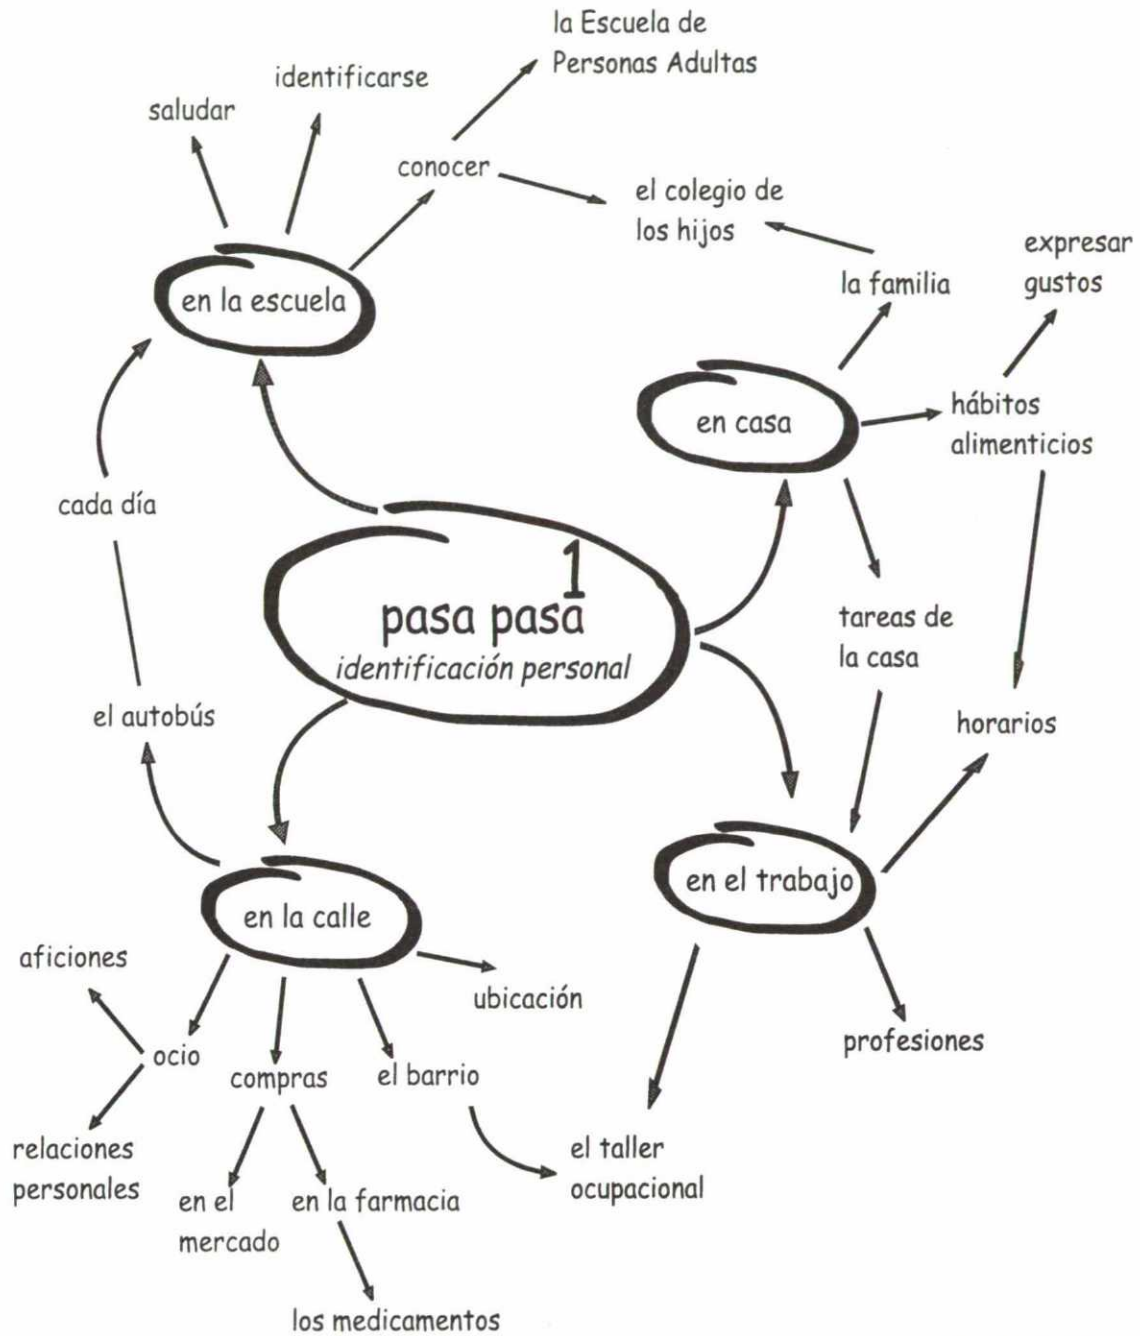 la Escuela de
Personas Adultas
identificarse
saludar
conocer
el colegio de
los hijos
expresar
gustos
la familia
en la escuela
hábitos
alimenticios
en casa
cada día
1
pasa pasa
identificación personal
tareas de
la casa
el autobús
horarios
en el trabajo
en la calle
aficiones
ubicación
profesiones
ocio
compras
el barrio
relaciones
personales
el taller
ocupacional
en el
mercado
en la farmacia
los medicamentos